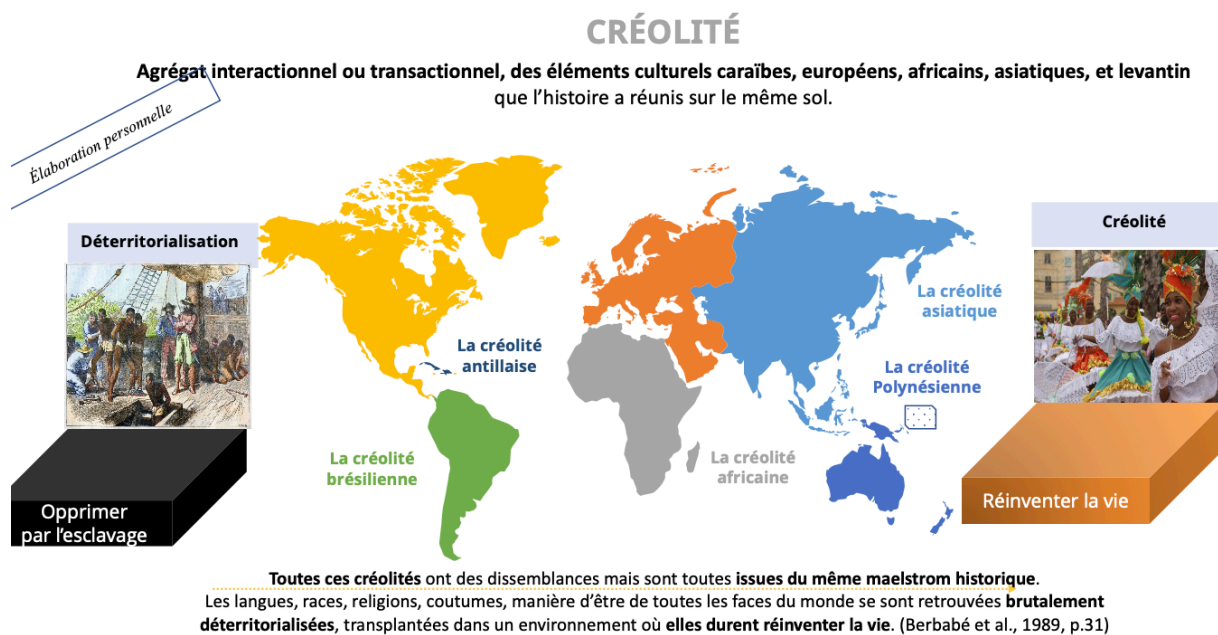 CRÉOLITÉ
Agrégat interactionnel ou transactionnel, des éléments culturels caraïbes, européens, africains, asiatiques, et levantin
que l’histoire a réunis sur le même sol.
Élaboration personnelle
Déterritorialisation
Créolité
La créolité
asiatique
La créolité
antillaise
La créolité
Polynésienne
La créolité
brésilienne
La créolité
africaine
Opprimer
par l’esclavage
Réinventer la vie
Toutes ces créolités ont des dissemblances mais sont toutes issues du même maelstrom historique.
Les langues, races, religions, coutumes, manière d’être de toutes les faces du monde se sont retrouvées brutalement
déterritorialisées, transplantées dans un environnement où elles durent réinventer la vie. (Berbabé et al., 1989, p.31)